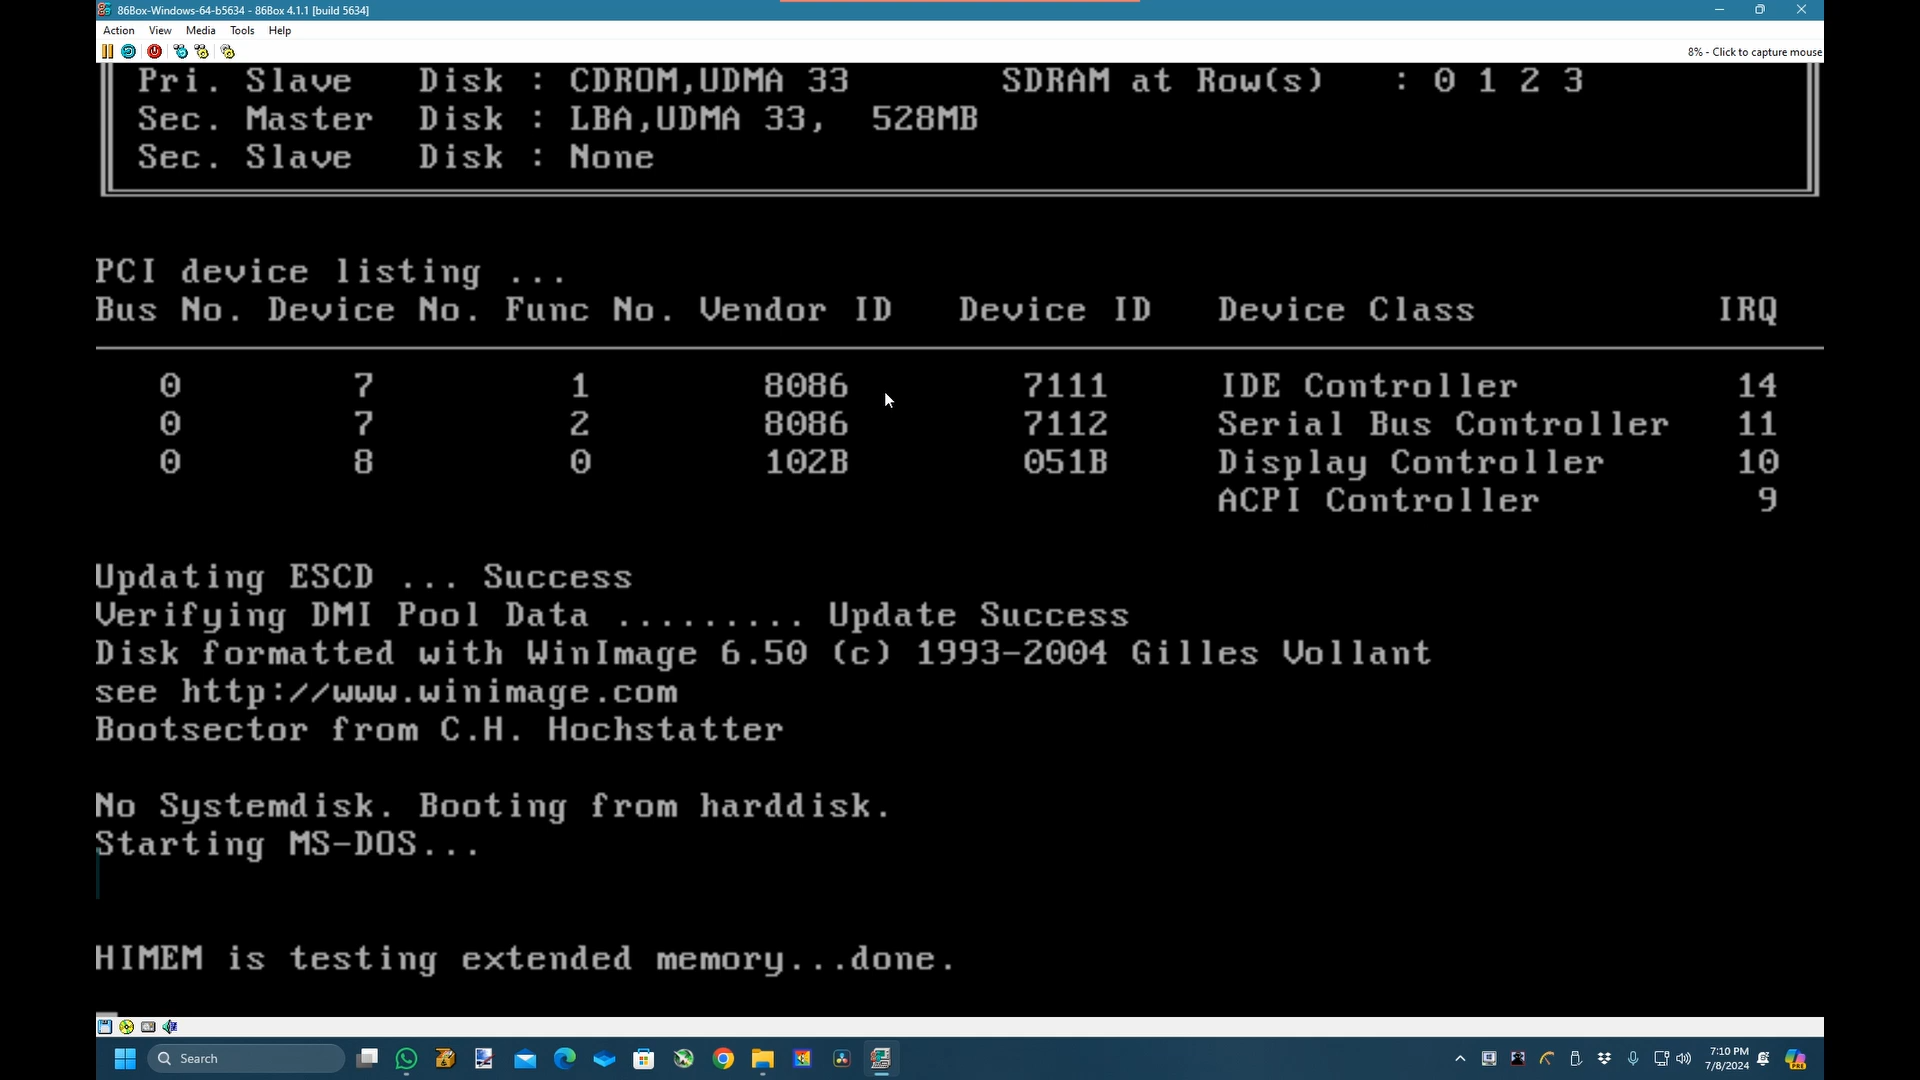 86Box-Windows-64-b5634 - 86Box 4.1.1 [build 5634]
Action View Media Tools Help
8% - Click to capture mouse
Pri. Slave Disk : CDROM,UDMA 33 SDRAM at Row(s) : 0 1 2 3
Sec. Master Disk : LBA,UDMA 33, 528MB
Sec. Slave Disk : None
PCI device listing ...
Bus No. Device No. Func No. Vendor ID Device ID Device Class IRQ
0 7 1 8086 7111 IDE Controller 14
0 7 2 8086 7112 Serial Bus Controller 11
0 8 0 102B 051B Display Controller 10
ACPI Controller 9
Updating ESCD ... Success
Verifying DMI Pool Data ......... Update Success
Disk formatted with WinImage 6.50 (c) 1993-2004 Gilles Vollant
see http://www.winimage.com
Bootsector from C.H. Hochstatter
No Systemdisk. Booting from harddisk.
Starting MS-DOS...
HIMEM is testing extended memory...done.
Search
7:10 PM
7/8/2024
PRE